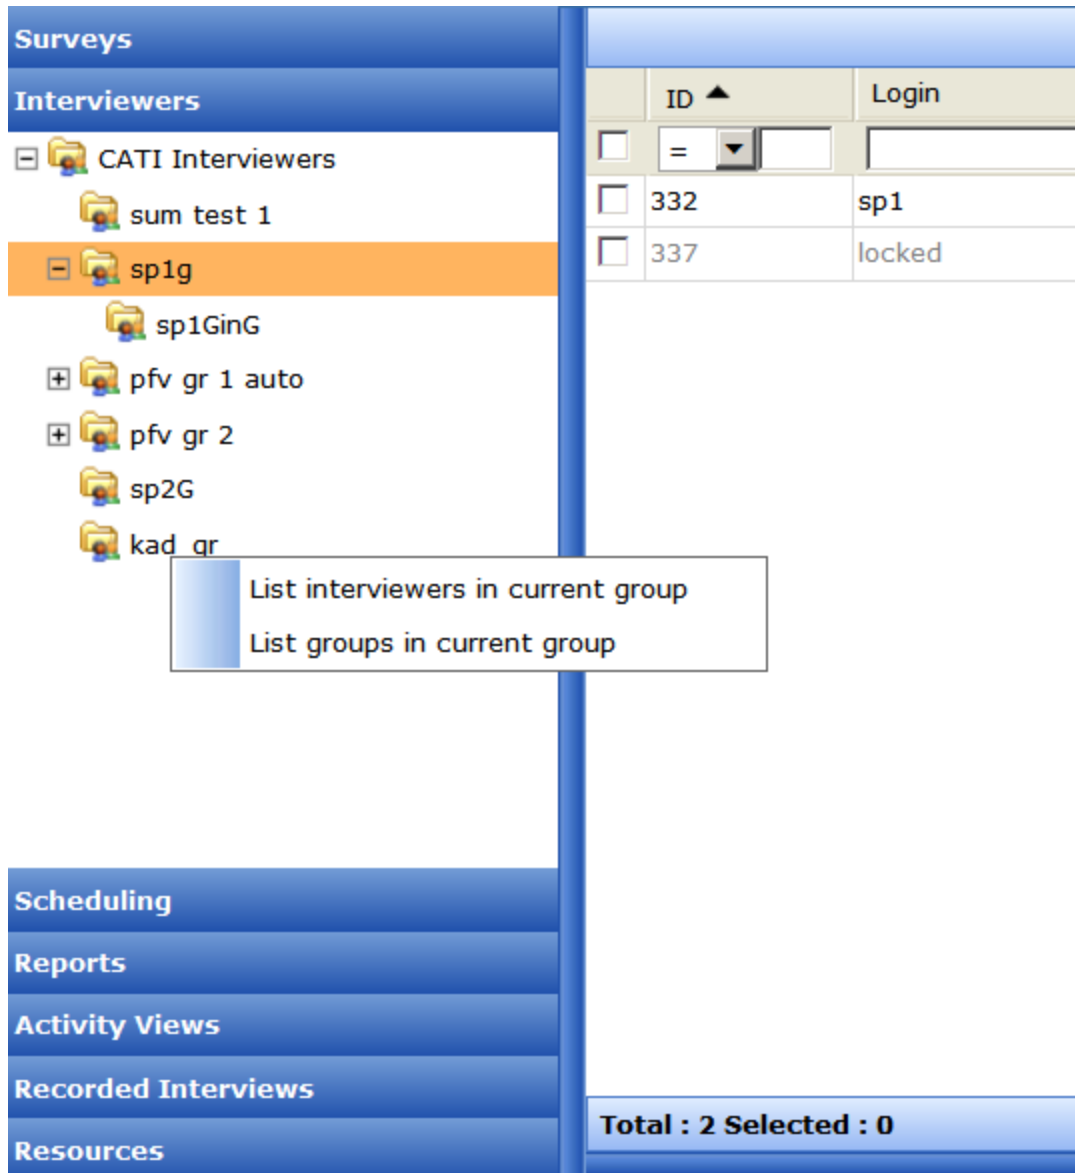 Surveys
Interviewers
CATI Interviewers
sum test 1
sp1g
sp1GinG
pfv gr 1 auto
pfv gr 2
sp2G
kad_gr
List interviewers in current group
List groups in current group
Scheduling
Reports
Activity Views
Recorded Interviews
Resources
ID Login
=
332 sp1
337 locked
Total : 2 Selected : 0